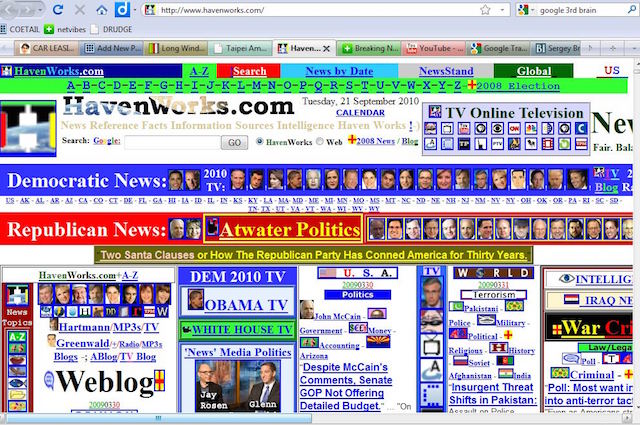 http://www.havenworks.com/
google 3rd brain
COETAIL netvibes DRUDGE
CAR LEASI... Add New P... Long Wind... Taipei Am... Haven... Breaking N... YouTube - ... Google Tra... Sergey Br
HavenWorks.com A-Z Search News by Date NewsStand Global US
A-B-C-D-E-F-G-H-I-J-K-L-M-N-O-P-Q-R-S-T-U-V-W-X-Y-Z 2008 Election
HavenWorks.com
Tuesday, 21 September 2010
CALENDAR
TV Online Television
New
News Reference Facts Information Sources Intelligence Haven Works !-)
Fair. Bala
Search: Google: GO HavenWorks Web 2008 News / Blog
Democratic News: 2010 TV:
TV
Blog
US - AK - AL - AR - AZ - CA - CO - CT - DE - FL - GA - HI - IA - ID - IL - IN - KS - KY - LA - MA - MD - ME - MI - MN - MO - MS - MT - NC - ND - NE - NH - NJ - NM - NV - NY - OH - OK - OR - PA - RI - SC - SD -
TN - TX - UT - VA - VT - WA - WI - WV - WY
Republican News: Atwater Politics
Two Santa Clauses or How The Republican Party Has Conned America for Thirty Years.
News Topics
A-Z
HavenWorks.com+A-Z
Hartmann/MP3s/TV
Greenwald/+/Radio/MP3s
Blogs -; ABlog/TV Blog
Weblog
20090330
DEM 2010 TV
OBAMA TV
WHITE HOUSE TV
'News' Media Politics
Jay Rosen
Glenn
U. S. A.
20090330
Politics
John McCain -
Government - Money
- Accounting -
Arizona
"Despite McCain's
Comments, Senate
GOP Not Offering
Detailed Budget." ... "On
TV
WORLD
20090331
Terrorism
Pakistani -
Police - Military -
Political -
Religious - History
Soviet
Afghanistan - India
"Insurgent Threat
Shifts in Pakistan:
Assault on Police
INTELLIG
IRAQ NE
War Cri
Law/Legal
Poll -
Criminal -
"Poll: Most want in
into anti-terror tac